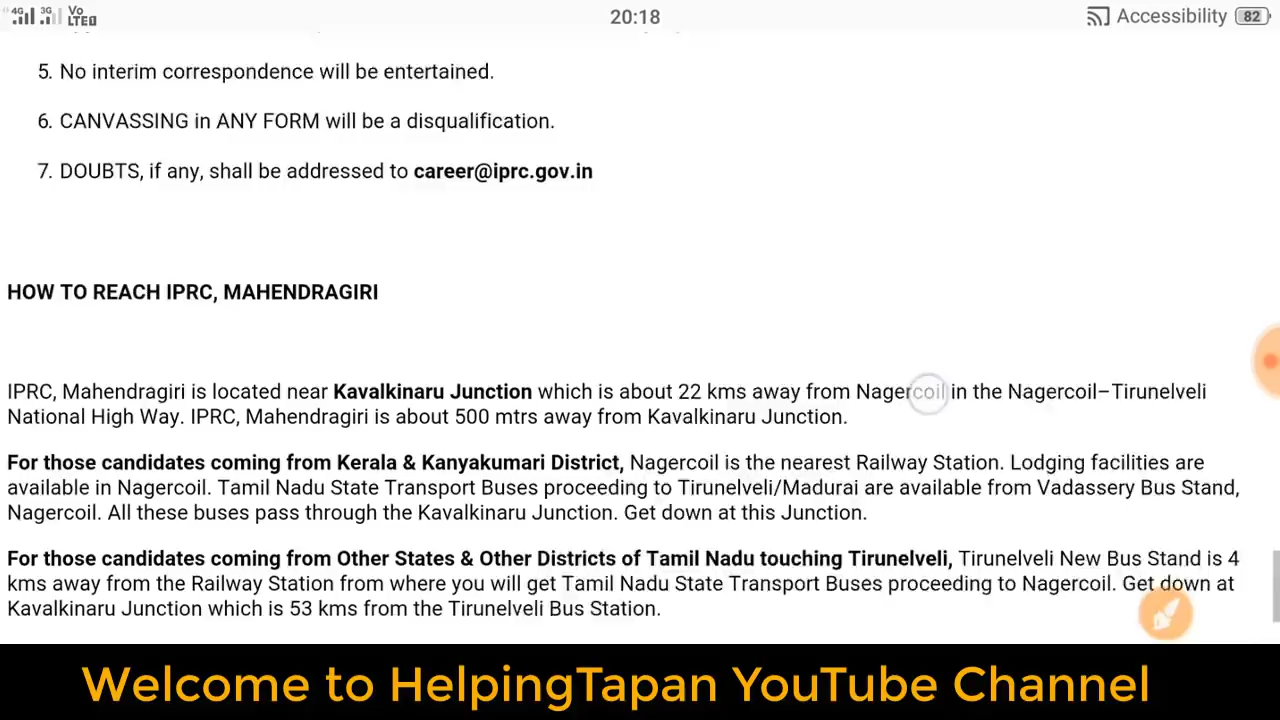 4G 3G Vo LTE 20:18 Accessibility 82
5. No interim correspondence will be entertained.
6. CANVASSING in ANY FORM will be a disqualification.
7. DOUBTS, if any, shall be addressed to career@iprc.gov.in
HOW TO REACH IPRC, MAHENDRAGIRI
IPRC, Mahendragiri is located near Kavalkinaru Junction which is about 22 kms away from Nagercoil in the Nagercoil–Tirunelveli
National High Way. IPRC, Mahendragiri is about 500 mtrs away from Kavalkinaru Junction.
For those candidates coming from Kerala & Kanyakumari District, Nagercoil is the nearest Railway Station. Lodging facilities are
available in Nagercoil. Tamil Nadu State Transport Buses proceeding to Tirunelveli/Madurai are available from Vadassery Bus Stand,
Nagercoil. All these buses pass through the Kavalkinaru Junction. Get down at this Junction.
For those candidates coming from Other States & Other Districts of Tamil Nadu touching Tirunelveli, Tirunelveli New Bus Stand is 4
kms away from the Railway Station from where you will get Tamil Nadu State Transport Buses proceeding to Nagercoil. Get down at
Kavalkinaru Junction which is 53 kms from the Tirunelveli Bus Station.
Welcome to HelpingTapan YouTube Channel